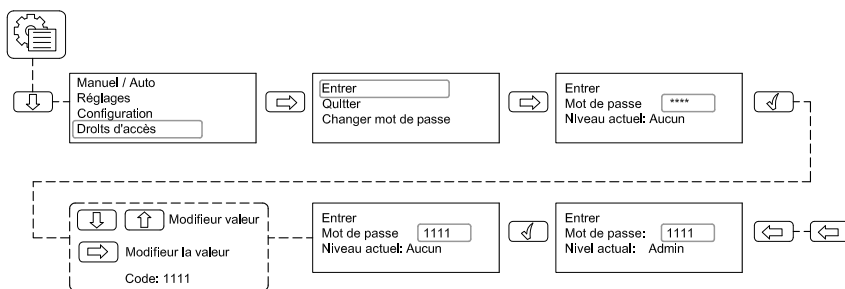 Manuel / Auto
Réglages
Configuration
Droits d'accès
Entrer
Quitter
Changer mot de passe
Entrer
Mot de passe ****
Niveau actuel: Aucun
Modifieur valeur
Modifieur la valeur
Code: 1111
Entrer
Mot de passe 1111
Niveau actuel: Aucun
Entrer
Mot de passe: 1111
Nivel actual: Admin